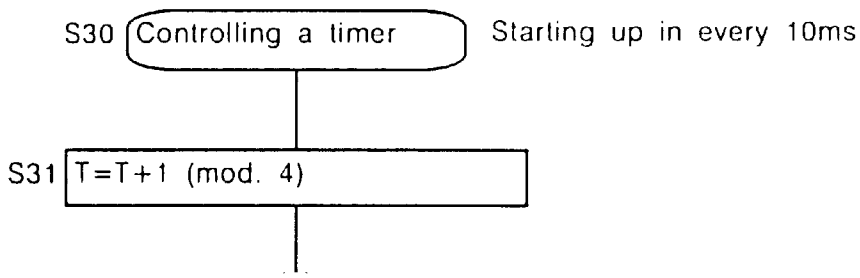 S30 Controlling a timer Starting up in every 10ms
S31 T=T+1 (mod. 4)